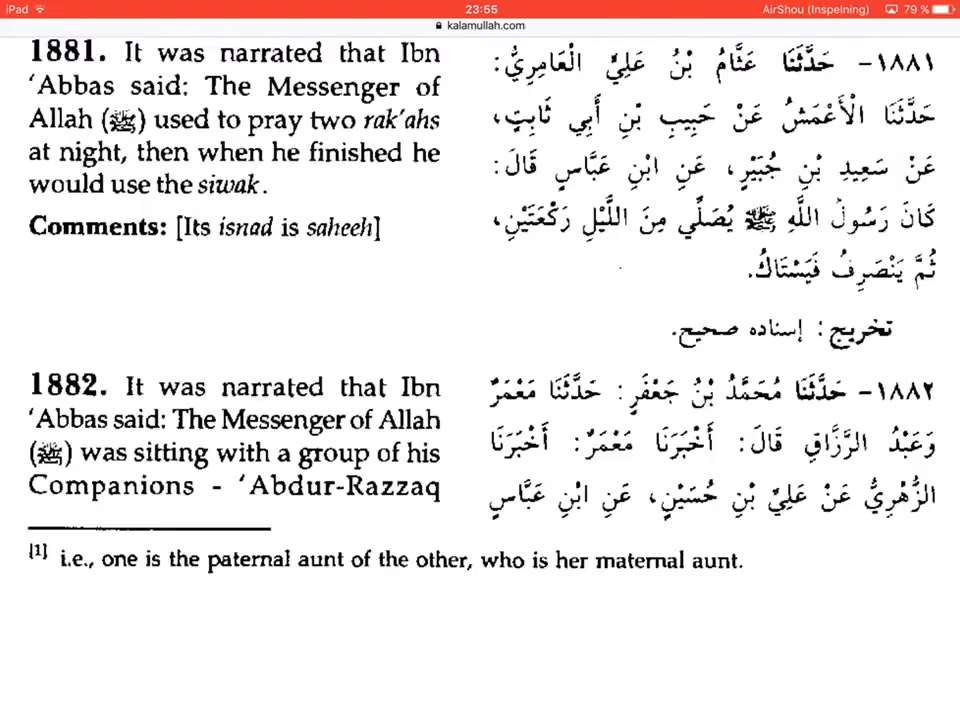 iPad 23:55 AirShou (Inspelning) 79 %
kalamullah.com
1881. It was narrated that Ibn
'Abbas said: The Messenger of
Allah (ﷺ) used to pray two rak'ahs
at night, then when he finished he
would use the siwak.
Comments: [Its isnad is saheeh]
١٨٨١- حَدَّثَنَا عَثَّامُ بْنُ عَلِيٍّ الْعَامِرِيُّ:
حَدَّثَنَا الْأَعْمَشُ عَنْ حَبِيبِ بْنِ أَبِي ثَابِتٍ،
عَنْ سَعِيدِ بْنِ جُبَيْرٍ، عَنِ ابْنِ عَبَّاسٍ قَالَ:
كَانَ رَسُولُ اللَّهِ ﷺ يُصَلِّي مِنَ اللَّيْلِ رَكْعَتَيْنِ،
ثُمَّ يَنْصَرِفُ فَيَسْتَاكُ.
تخريج: إسناده صحيح.
1882. It was narrated that Ibn
'Abbas said: The Messenger of Allah
(ﷺ) was sitting with a group of his
Companions - 'Abdur-Razzaq
١٨٨٢- حَدَّثَنَا مُحَمَّدُ بْنُ جَعْفَرٍ: حَدَّثَنَا مَعْمَرٌ
وَعَبْدُ الرَّزَّاقِ قَالَ: أَخْبَرَنَا مَعْمَرٌ: أَخْبَرَنَا
الزُّهْرِيُّ عَنْ عَلِيِّ بْنِ حُسَيْنٍ، عَنِ ابْنِ عَبَّاسٍ
[1] i.e., one is the paternal aunt of the other, who is her maternal aunt.